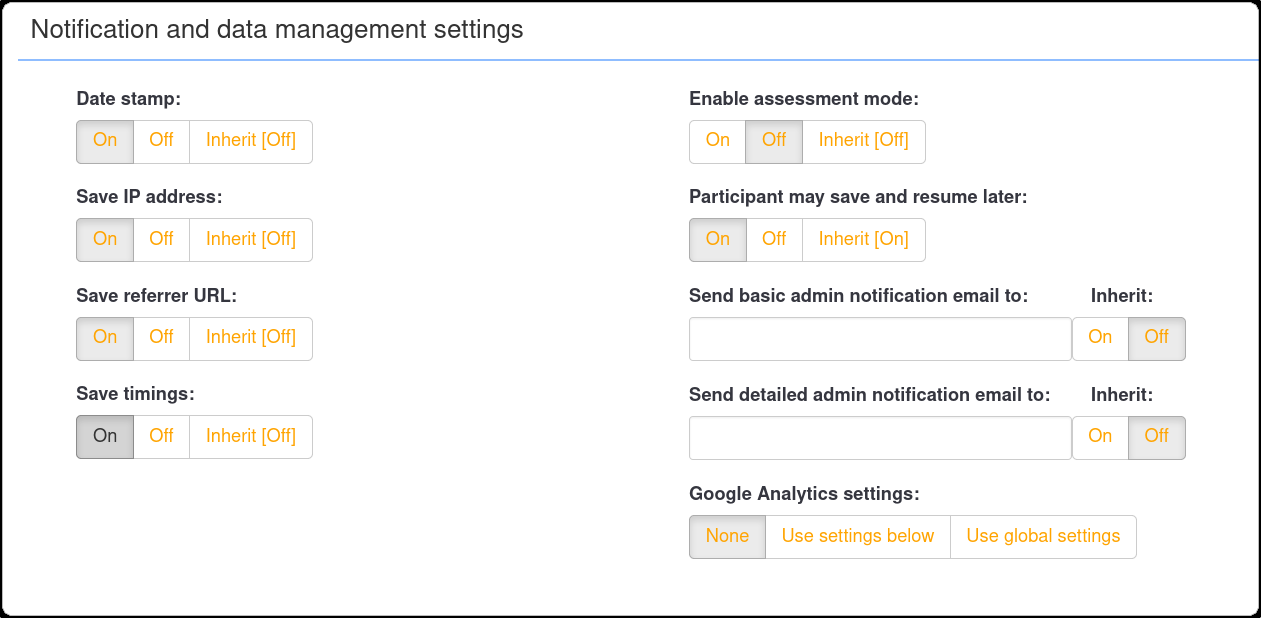 Notification and data management settings
Date stamp:
On Off Inherit [Off]
Save IP address:
On Off Inherit [Off]
Save referrer URL:
On Off Inherit [Off]
Save timings:
On Off Inherit [Off]
Enable assessment mode:
On Off Inherit [Off]
Participant may save and resume later:
On Off Inherit [On]
Send basic admin notification email to: Inherit:
On Off
Send detailed admin notification email to: Inherit:
On Off
Google Analytics settings:
None Use settings below Use global settings